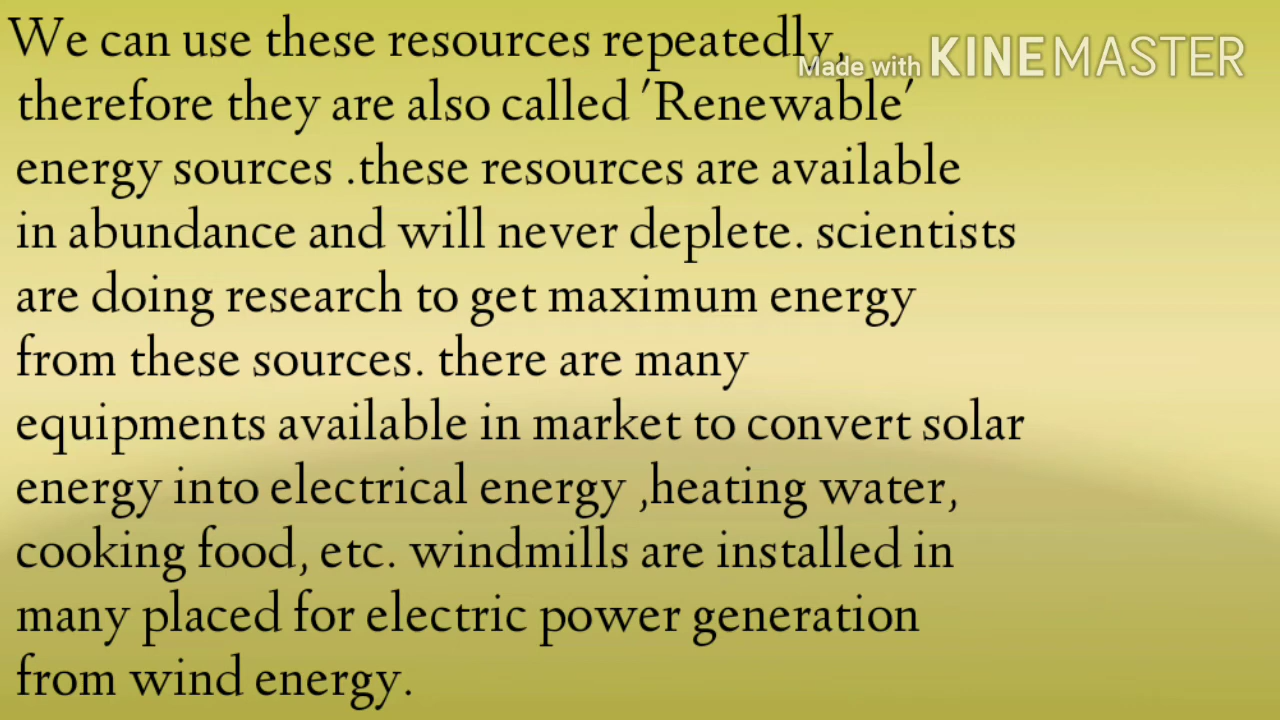 We can use these resources repeatedly,
Made with KINEMASTER
therefore they are also called 'Renewable'
energy sources .these resources are available
in abundance and will never deplete. scientists
are doing research to get maximum energy
from these sources. there are many
equipments available in market to convert solar
energy into electrical energy ,heating water,
cooking food, etc. windmills are installed in
many placed for electric power generation
from wind energy.